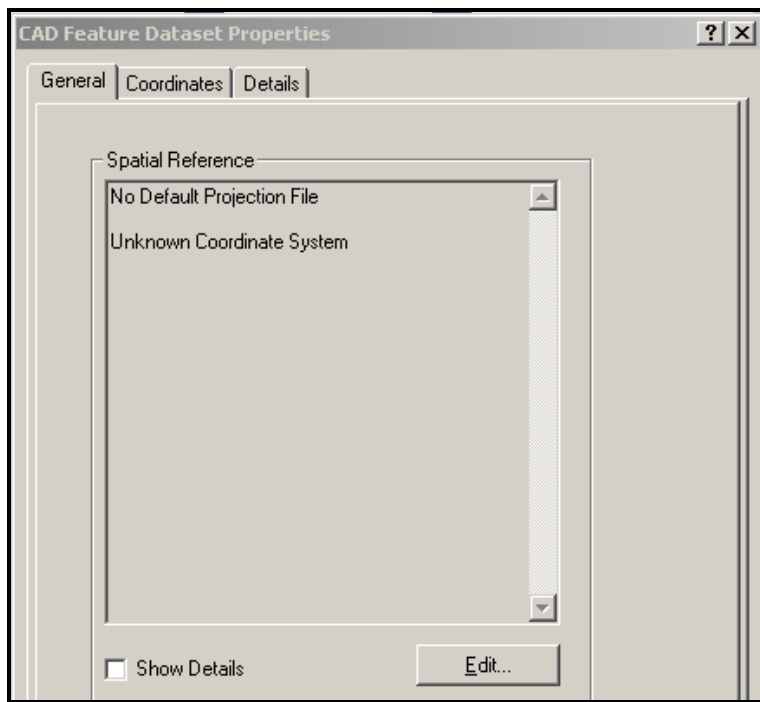 CAD Feature Dataset Properties
General Coordinates Details
Spatial Reference
No Default Projection File
Unknown Coordinate System
Show Details Edit...